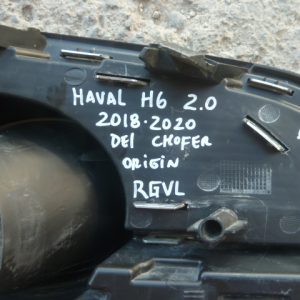 HAVAL H6 2.0
2018-2020
DEL CHOFER
ORIGIN
RGVL